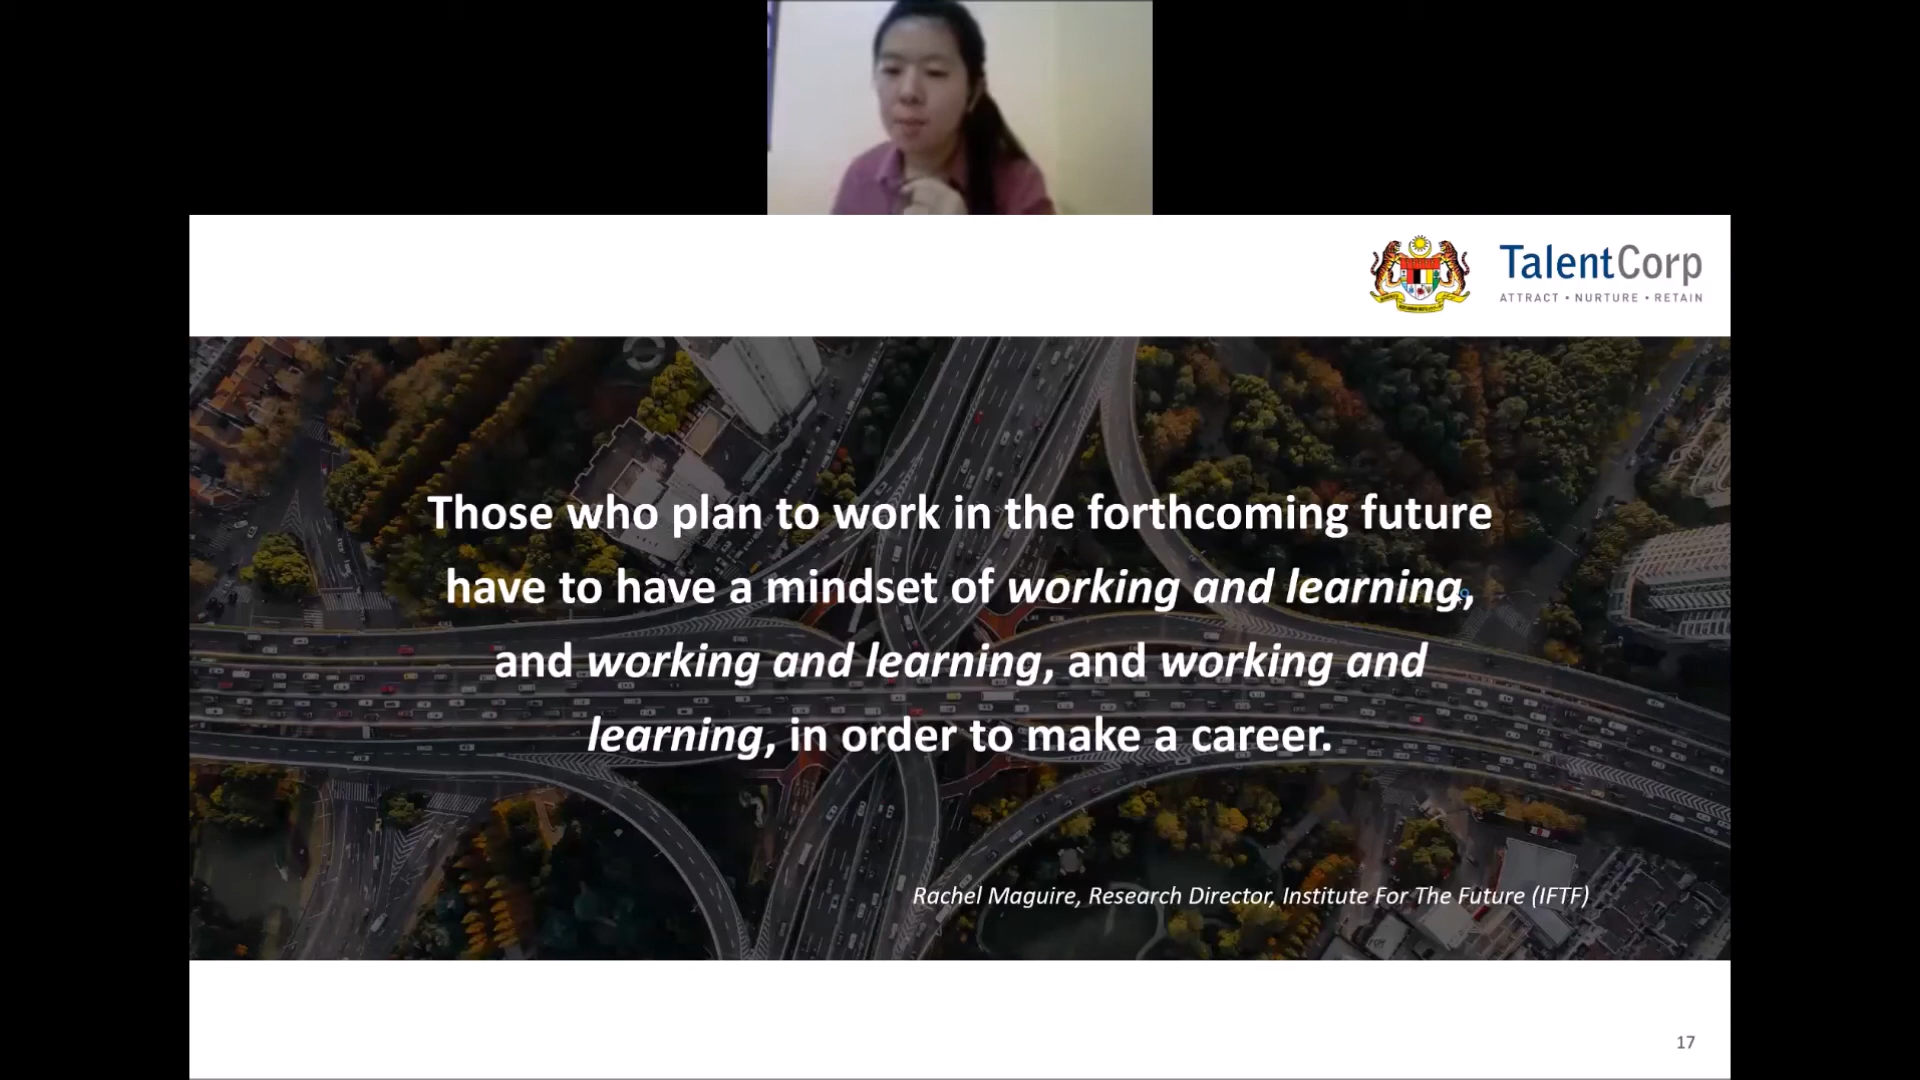 TalentCorp
ATTRACT • NURTURE • RETAIN
Those who plan to work in the forthcoming future
have to have a mindset of working and learning,
and working and learning, and working and
learning, in order to make a career.
Rachel Maguire, Research Director, Institute For The Future (IFTF)
17